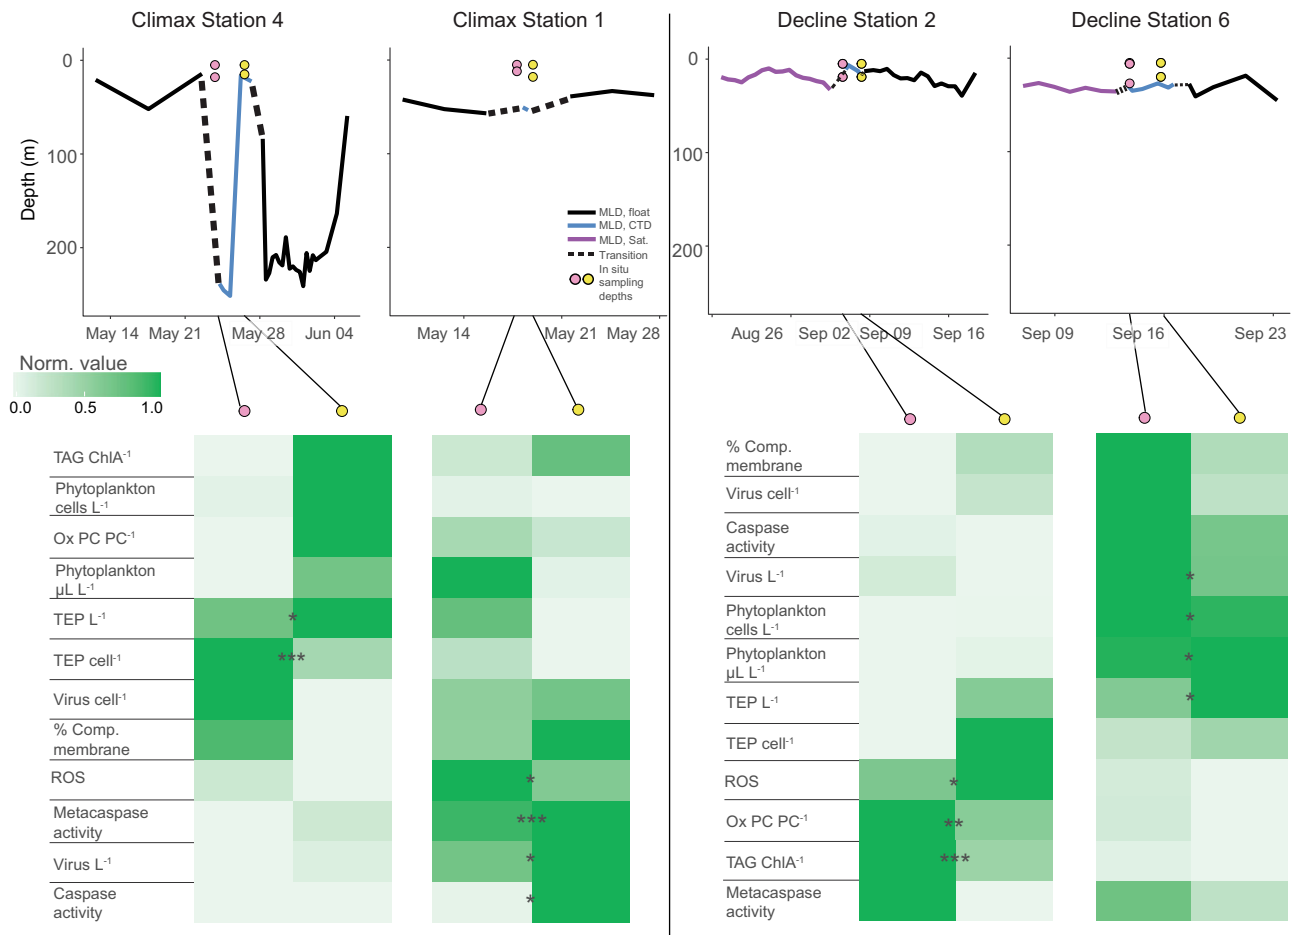 Climax Station 4
Climax Station 1
Decline Station 2
Decline Station 6
Depth (m)
0
100
200
0
100
200
MLD, float
MLD, CTD
MLD, Sat.
Transition
In situ
sampling
depths
May 14 May 21 May 28 Jun 04
May 14 May 21 May 28
Aug 26 Sep 02 Sep 09 Sep 16
Sep 09 Sep 16 Sep 23
Norm. value
0.0 0.5 1.0
TAG ChlA⁻¹
Phytoplankton
cells L⁻¹
Ox PC PC⁻¹
Phytoplankton
µL L⁻¹
TEP L⁻¹
*
TEP cell⁻¹
***
Virus cell⁻¹
% Comp.
membrane
ROS
*
Metacaspase
activity
***
Virus L⁻¹
*
Caspase
activity
*
% Comp.
membrane
Virus cell⁻¹
Caspase
activity
Virus L⁻¹
*
Phytoplankton
cells L⁻¹
*
Phytoplankton
µL L⁻¹
*
TEP L⁻¹
*
TEP cell⁻¹
ROS
*
Ox PC PC⁻¹
**
TAG ChlA⁻¹
***
Metacaspase
activity